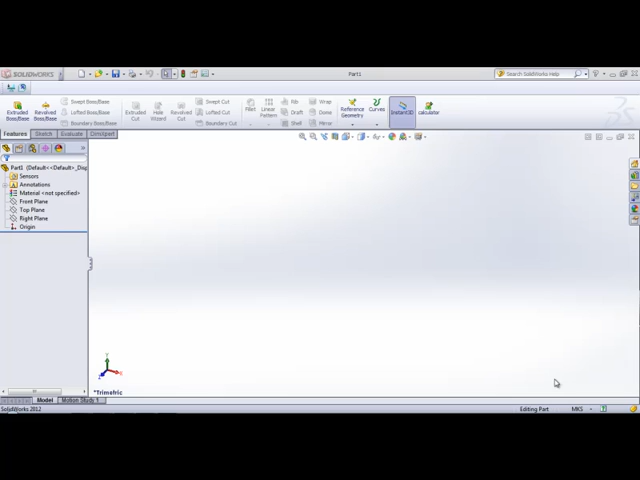 SOLIDWORKS
Part1
Search SolidWorks Help
Extruded Boss/Base
Revolved Boss/Base
Swept Boss/Base
Lofted Boss/Base
Boundary Boss/Base
Extruded Cut
Hole Wizard
Revolved Cut
Swept Cut
Lofted Cut
Boundary Cut
Fillet
Linear Pattern
Rib
Draft
Shell
Wrap
Dome
Mirror
Reference Geometry
Curves
Instant3D
calculator
Features
Sketch
Evaluate
DimXpert
Part1 (Default<<Default>_Disp
Sensors
Annotations
Material <not specified>
Front Plane
Top Plane
Right Plane
Origin
*Trimetric
Model
Motion Study 1
SolidWorks 2012
Editing Part
MKS